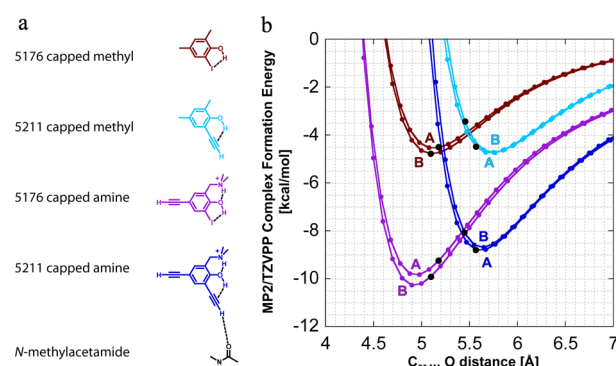 a
b
5176 capped methyl
5211 capped methyl
5176 capped amine
5211 capped amine
N-methylacetamide
O
H
I
O
H
H
H
+
N
H
O
H
I
H
+
N
H
O
H
H
O
N
H
MP2/TZVPP Complex Formation Energy
[kcal/mol]
0
-2
-4
-6
-8
-10
-12
A
B
B
A
A
B
B
A
4
4.5
5
5.5
6
6.5
7
O distance [Å]